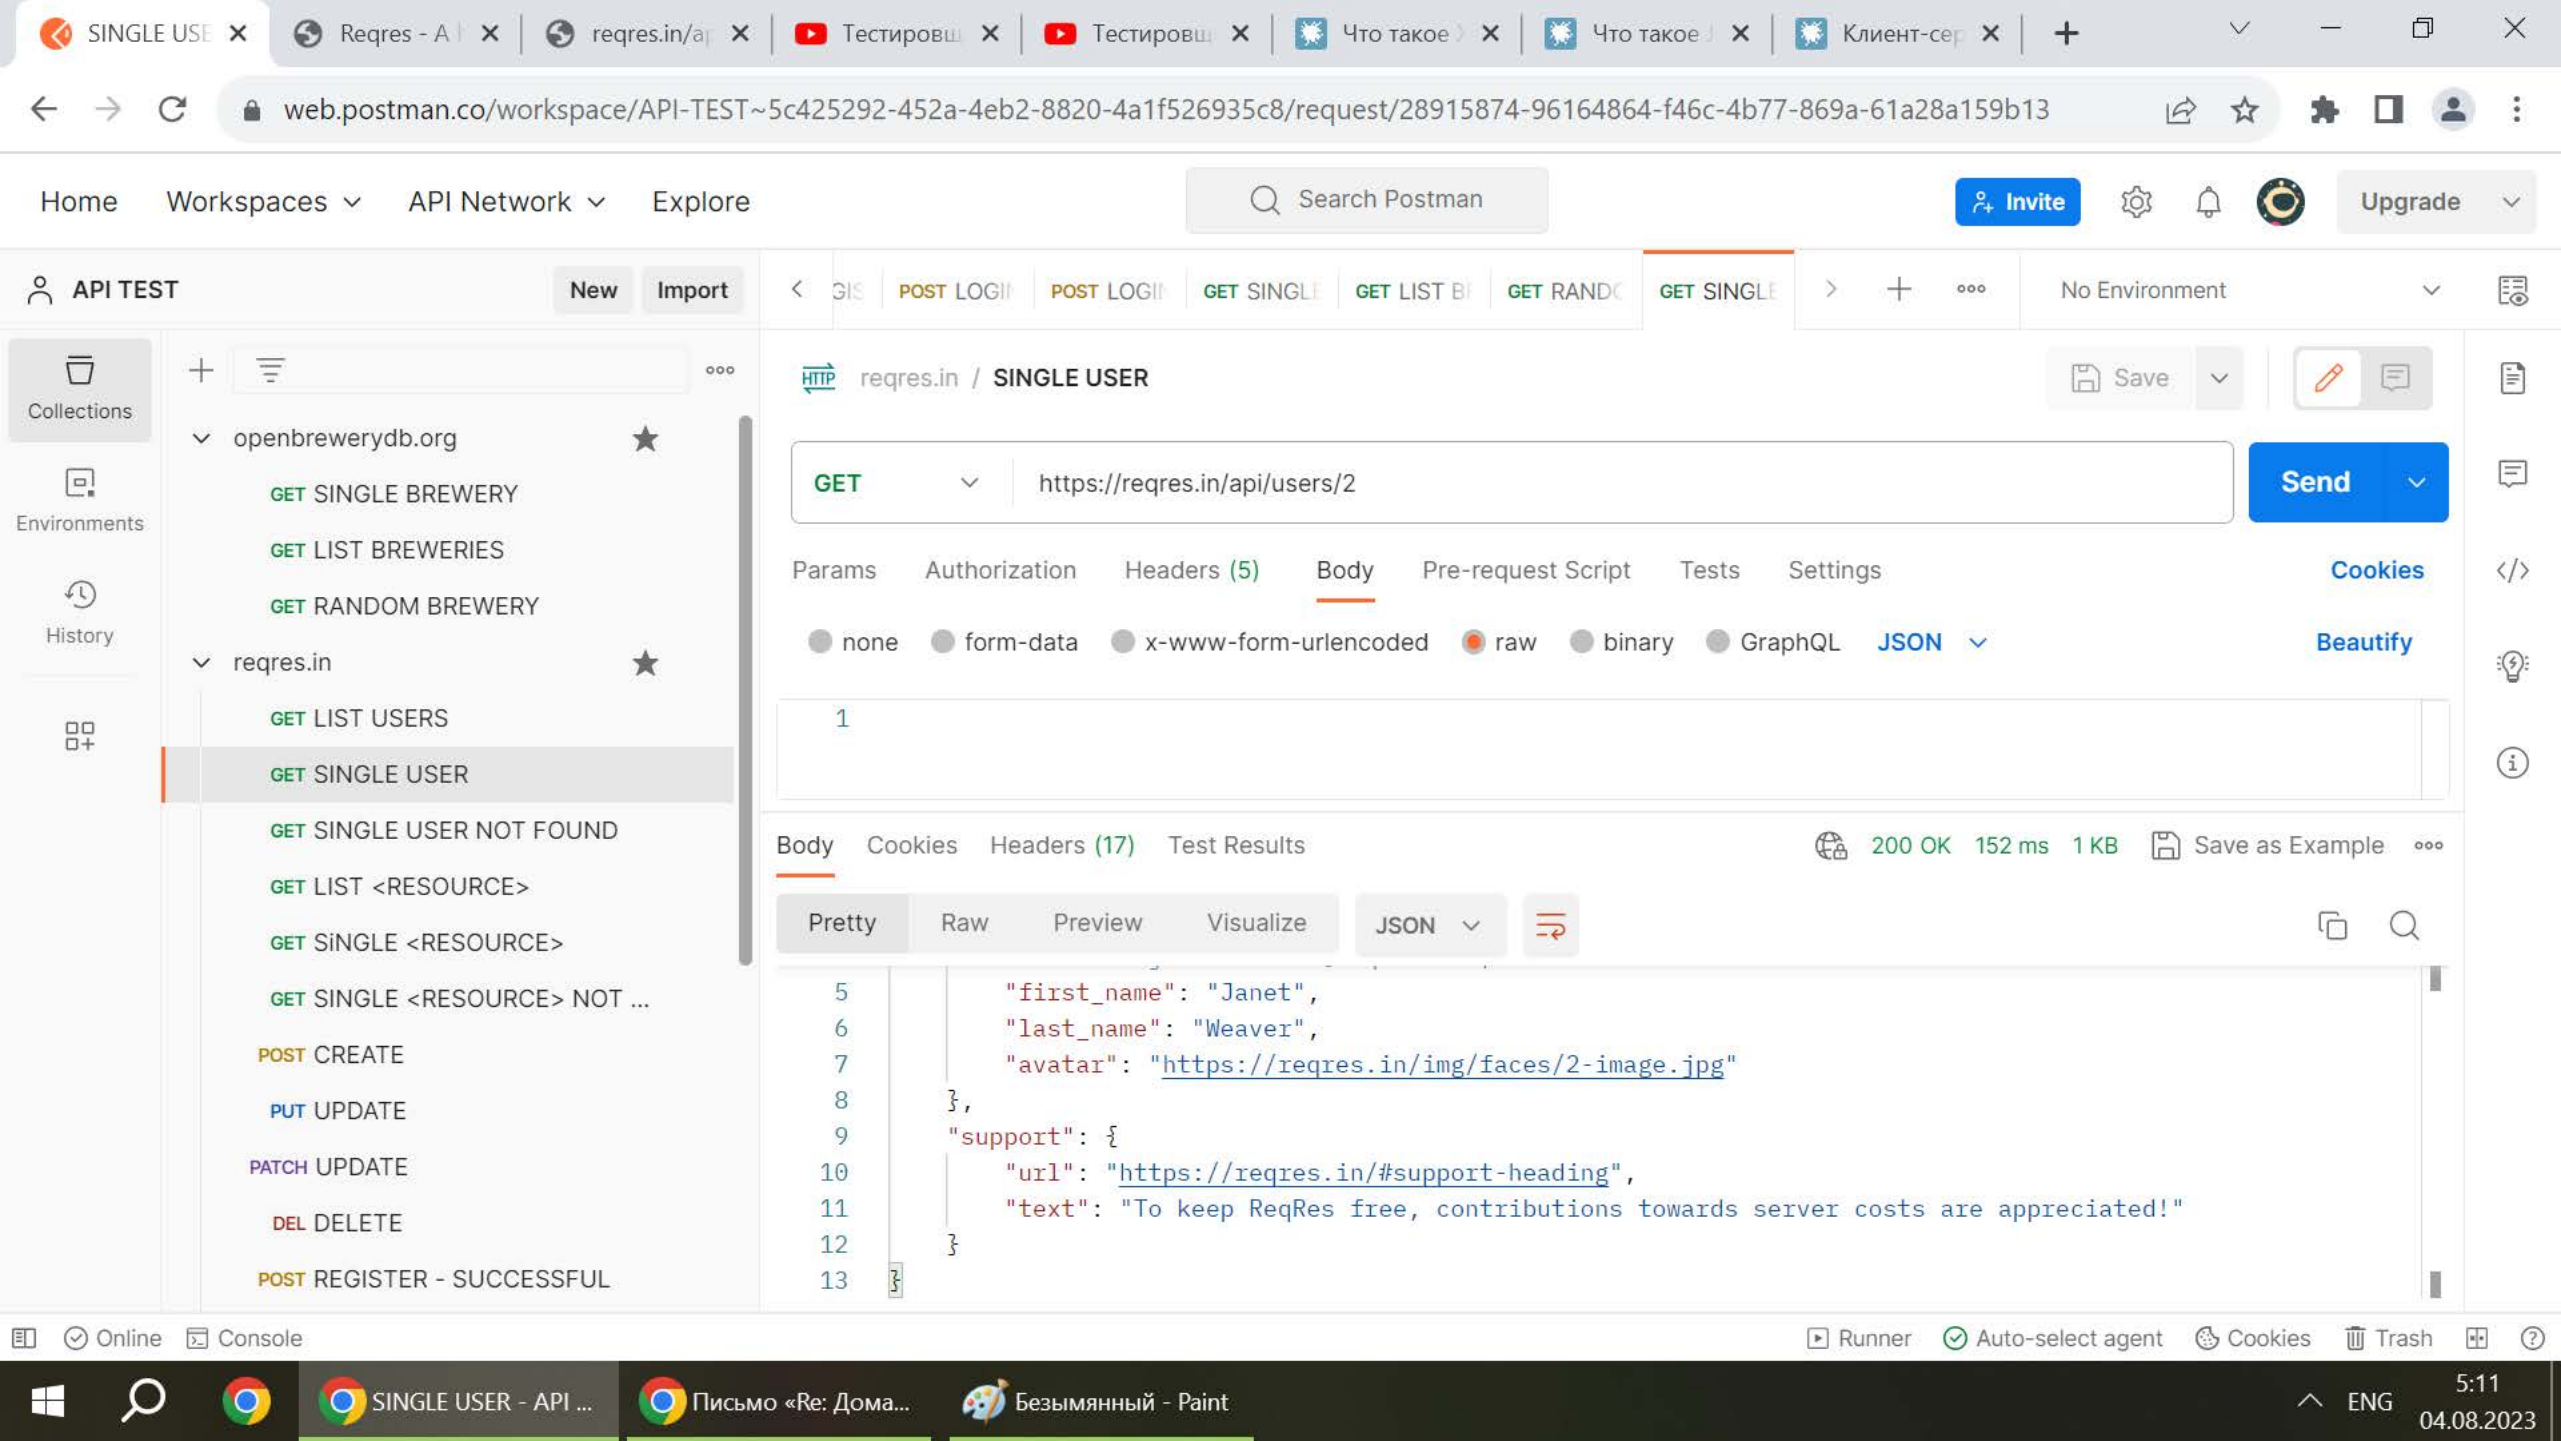 SINGLE USE
Reqres - A
reqres.in/a
Тестировщ
Тестировщ
Что такое
Что такое
Клиент-сер
web.postman.co/workspace/API-TEST~5c425292-452a-4eb2-8820-4a1f526935c8/request/28915874-96164864-f46c-4b77-869a-61a28a159b13
Home Workspaces API Network Explore Search Postman Invite Upgrade
API TEST New Import
GIS POST LOGI POST LOGI GET SINGLE GET LIST B GET RANDO GET SINGLE No Environment
Collections
Environments
History
openbrewerydb.org
GET SINGLE BREWERY
GET LIST BREWERIES
GET RANDOM BREWERY
reqres.in
GET LIST USERS
GET SINGLE USER
GET SINGLE USER NOT FOUND
GET LIST <RESOURCE>
GET SiNGLE <RESOURCE>
GET SINGLE <RESOURCE> NOT ...
POST CREATE
PUT UPDATE
PATCH UPDATE
DEL DELETE
POST REGISTER - SUCCESSFUL
HTTP reqres.in / SINGLE USER Save
GET https://reqres.in/api/users/2 Send
Params Authorization Headers (5) Body Pre-request Script Tests Settings Cookies
none form-data x-www-form-urlencoded raw binary GraphQL JSON Beautify
1
Body Cookies Headers (17) Test Results 200 OK 152 ms 1 KB Save as Example
Pretty Raw Preview Visualize JSON
5 "first_name": "Janet",
6 "last_name": "Weaver",
7 "avatar": "https://reqres.in/img/faces/2-image.jpg"
8 },
9 "support": {
10 "url": "https://reqres.in/#support-heading",
11 "text": "To keep ReqRes free, contributions towards server costs are appreciated!"
12 }
13 }
Online Console Runner Auto-select agent Cookies Trash
SINGLE USER - API ... Письмо «Re: Дома... Безымянный - Paint ENG 5:11
04.08.2023